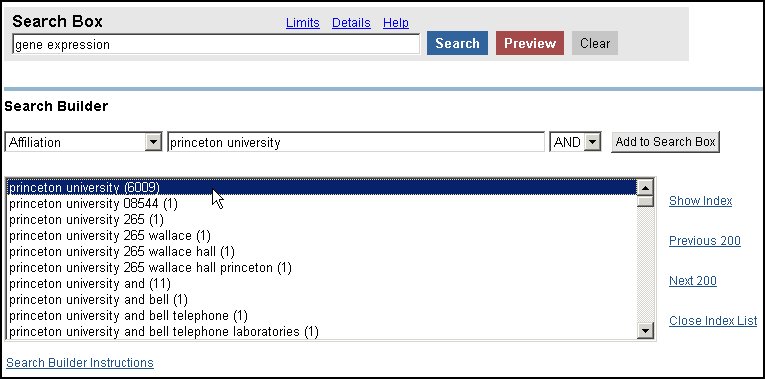 Search Box Limits Details Help
gene expression Search Preview Clear
Search Builder
Affiliation princeton university AND Add to Search Box
princeton university (6009)
princeton university 08544 (1) Show Index
princeton university 265 (1)
princeton university 265 wallace (1)
princeton university 265 wallace hall (1) Previous 200
princeton university 265 wallace hall princeton (1)
princeton university and (11) Next 200
princeton university and bell (1)
princeton university and bell telephone (1) Close Index List
princeton university and bell telephone laboratories (1)
Search Builder Instructions